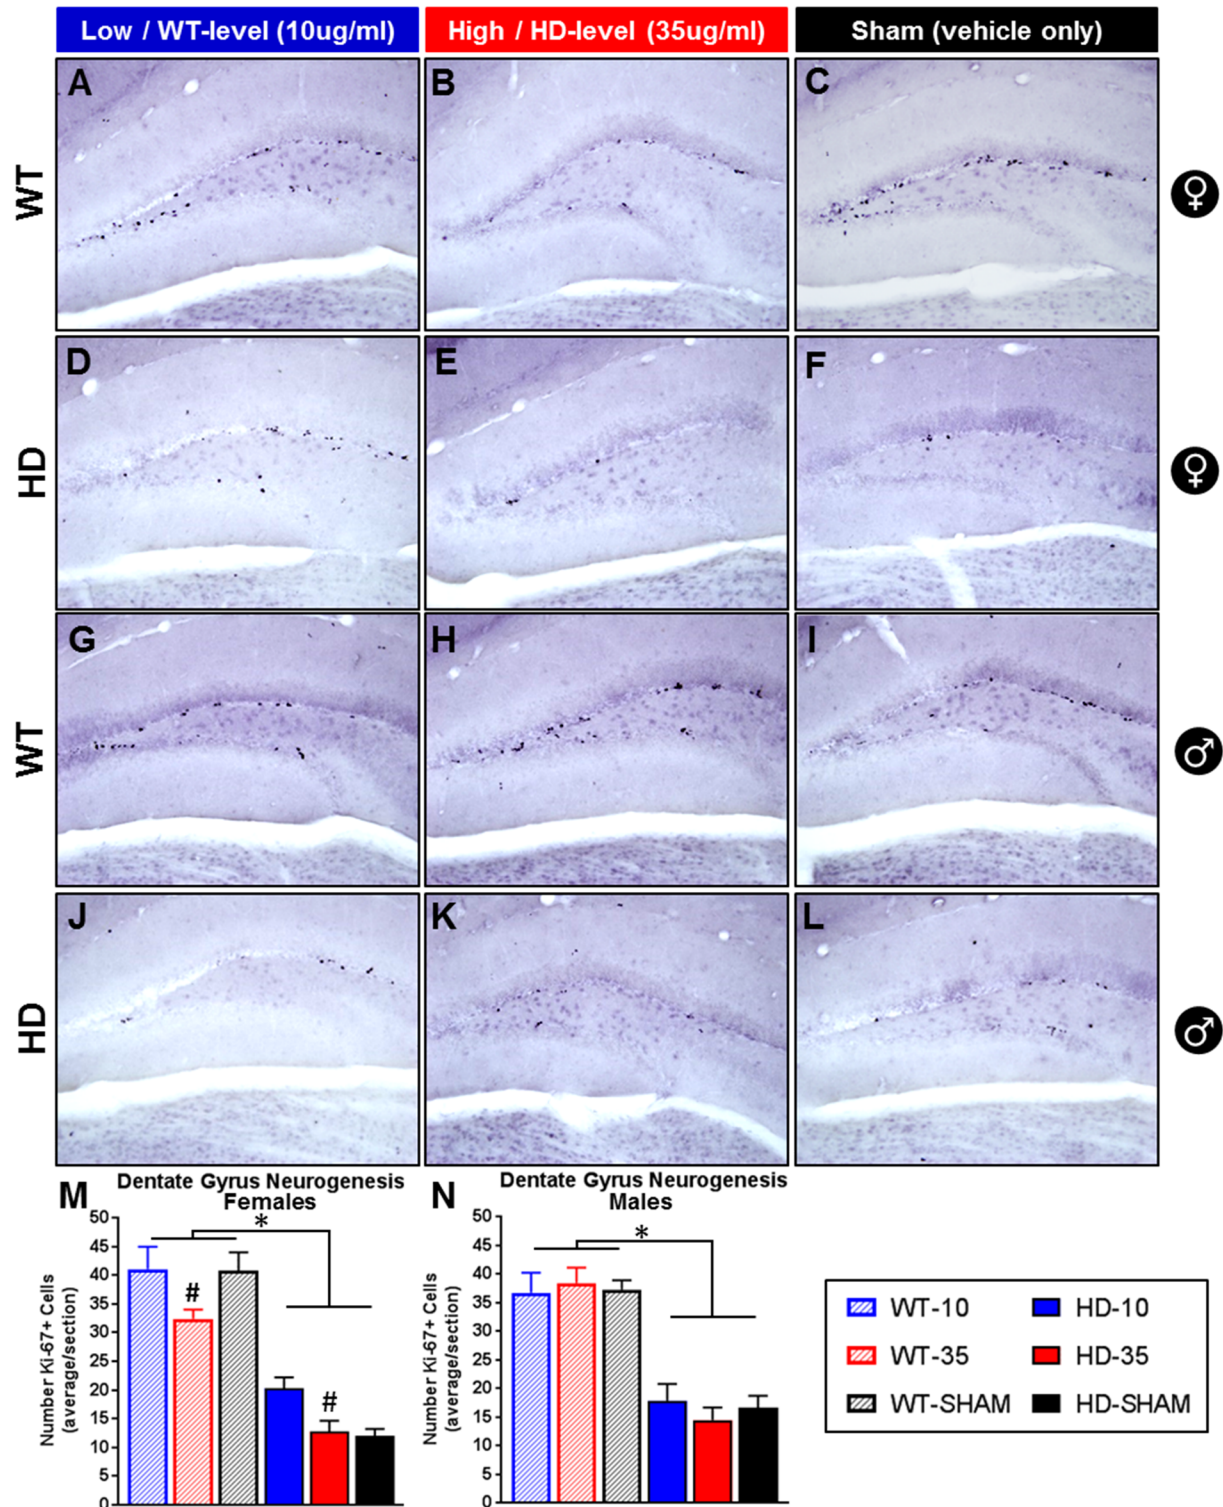 Low / WT-level (10ug/ml)
High / HD-level (35ug/ml)
Sham (vehicle only)
A
B
C
WT
D
E
F
HD
G
H
I
WT
J
K
L
HD
M
Dentate Gyrus Neurogenesis
Females
Number Ki-67+ Cells
(average/section)
50
45
40
35
30
25
20
15
10
5
0
*
#
#
N
Dentate Gyrus Neurogenesis
Males
Number Ki-67+ Cells
(average/section)
50
45
40
35
30
25
20
15
10
5
0
*
WT-10
HD-10
WT-35
HD-35
WT-SHAM
HD-SHAM